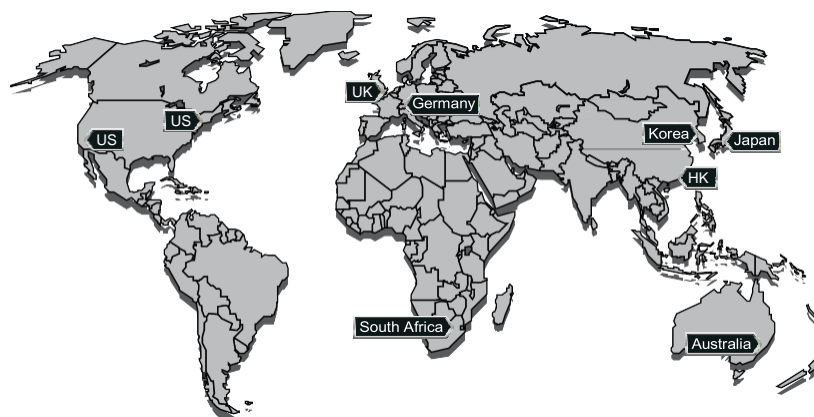 UK
Germany
US
US
Korea
Japan
HK
South Africa
Australia